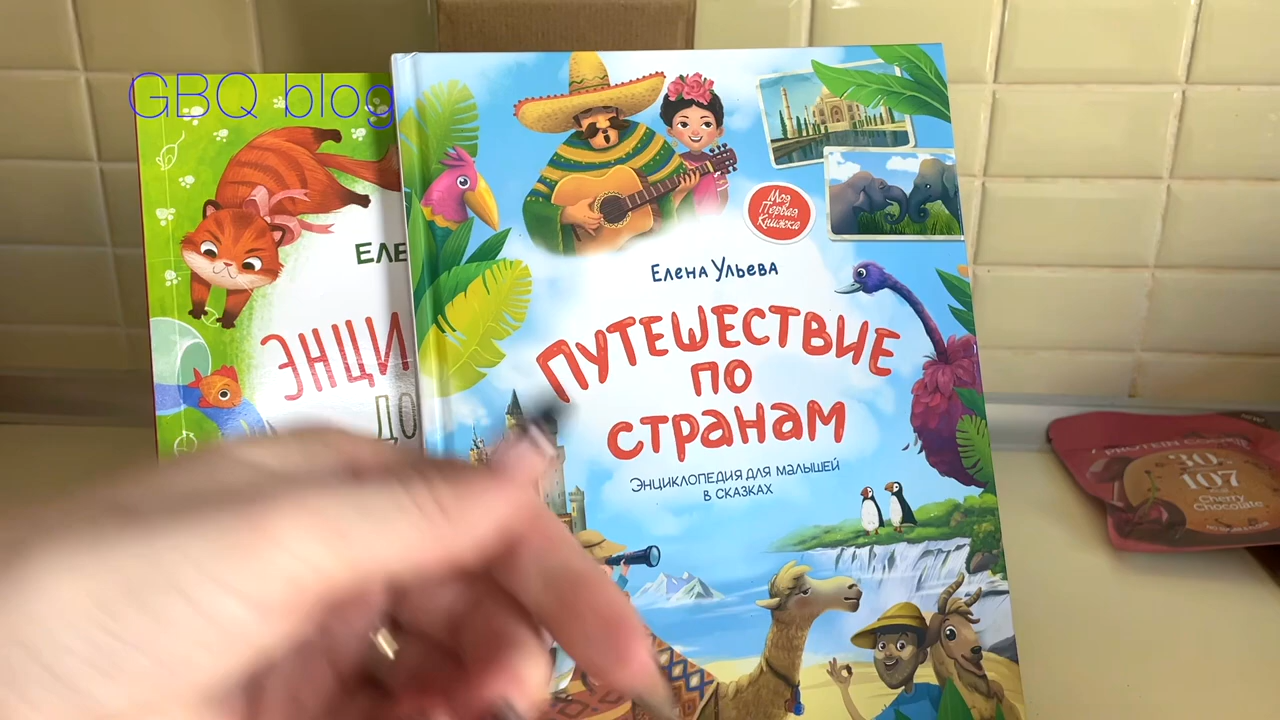 GBQ blog
ЕЛЕ
ЭНЦИ
ДО
Моя
Первая
Книжка
Елена Ульева
ПУТЕШЕСТВИЕ
ПО
СТРАНАМ
Энциклопедия для малышей
в сказках
PROTEIN COOKIE
30%
107
Cherry
Chocolate